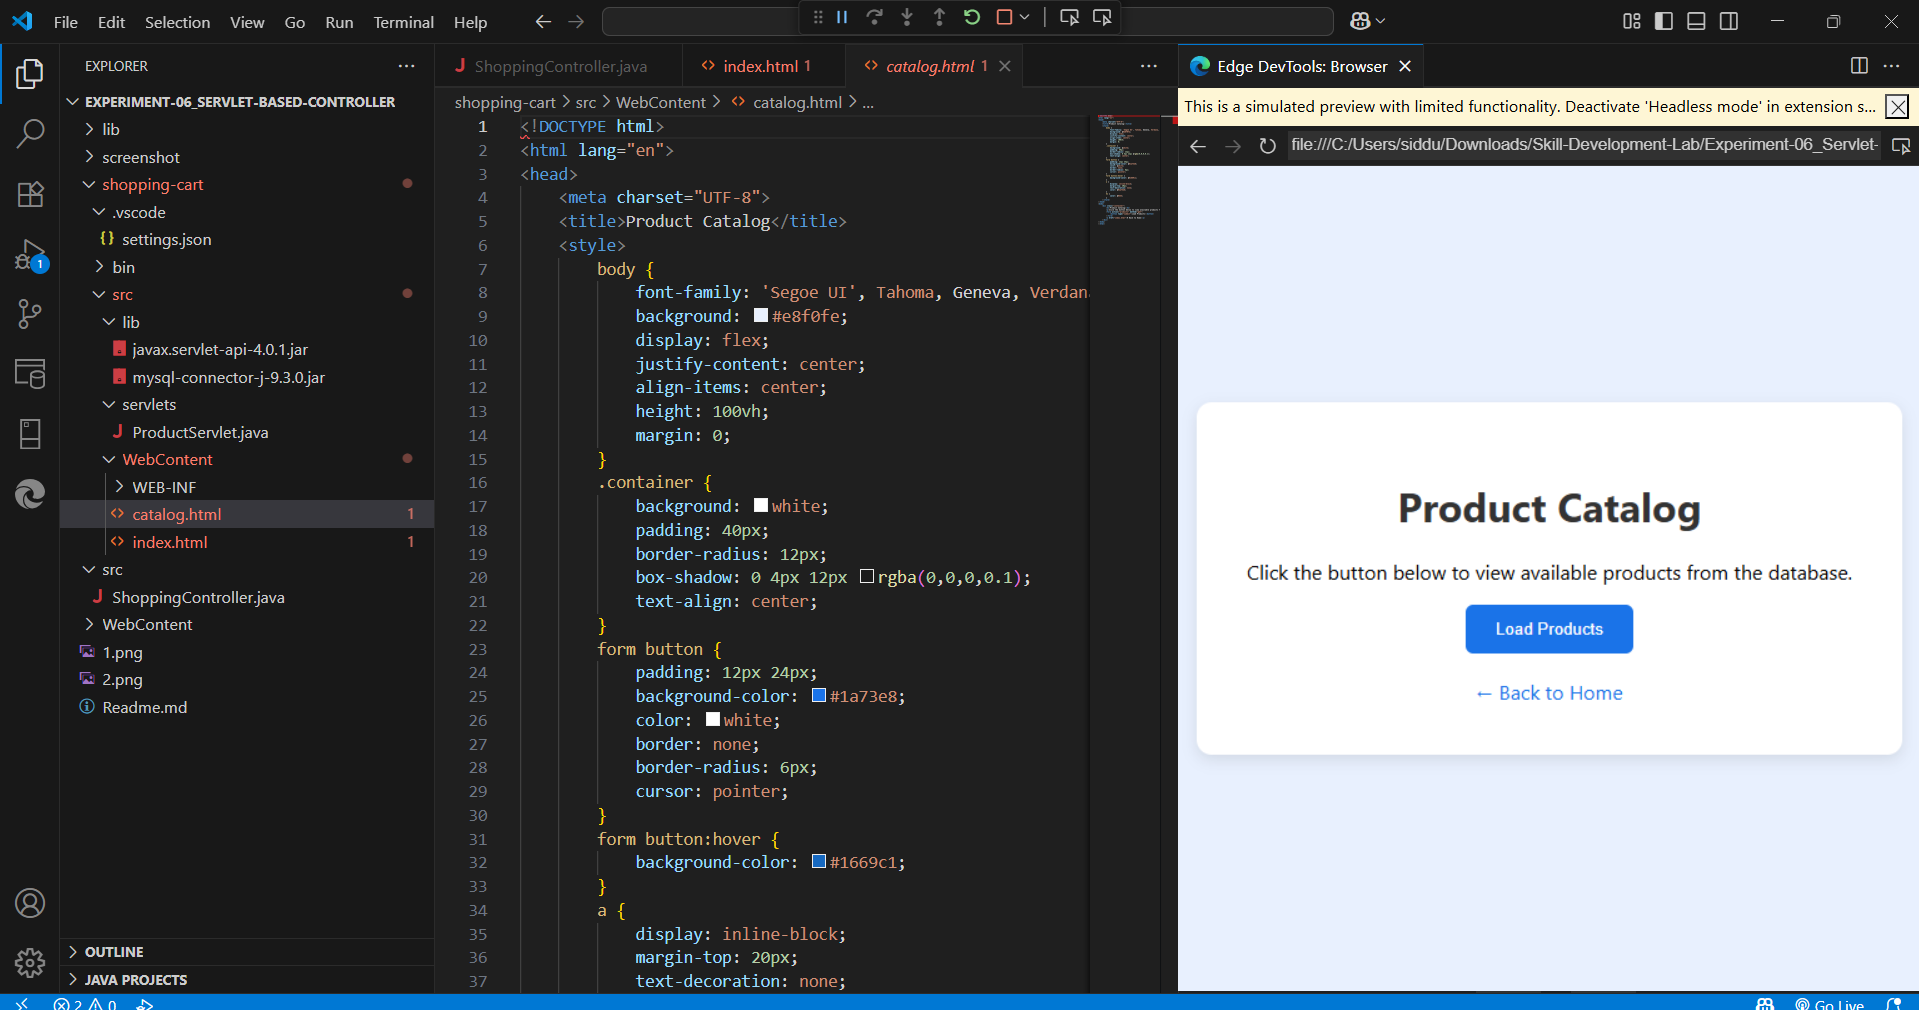 File Edit Selection View Go Run Terminal Help
EXPLORER
EXPERIMENT-06_SERVLET-BASED-CONTROLLER
lib
screenshot
shopping-cart
.vscode
{} settings.json
bin
src
lib
javax.servlet-api-4.0.1.jar
mysql-connector-j-9.3.0.jar
servlets
J ProductServlet.java
WebContent
WEB-INF
<> catalog.html 1
<> index.html 1
src
J ShoppingController.java
WebContent
1.png
2.png
Readme.md
OUTLINE
JAVA PROJECTS
1
J ShoppingController.java
<> index.html 1
<> catalog.html 1
shopping-cart > src > WebContent > <> catalog.html > ...
1 <!DOCTYPE html>
2 <html lang="en">
3 <head>
4 <meta charset="UTF-8">
5 <title>Product Catalog</title>
6 <style>
7 body {
8 font-family: 'Segoe UI', Tahoma, Geneva, Verdana
9 background: #e8f0fe;
10 display: flex;
11 justify-content: center;
12 align-items: center;
13 height: 100vh;
14 margin: 0;
15 }
16 .container {
17 background: white;
18 padding: 40px;
19 border-radius: 12px;
20 box-shadow: 0 4px 12px rgba(0,0,0,0.1);
21 text-align: center;
22 }
23 form button {
24 padding: 12px 24px;
25 background-color: #1a73e8;
26 color: white;
27 border: none;
28 border-radius: 6px;
29 cursor: pointer;
30 }
31 form button:hover {
32 background-color: #1669c1;
33 }
34 a {
35 display: inline-block;
36 margin-top: 20px;
37 text-decoration: none;
Edge DevTools: Browser
This is a simulated preview with limited functionality. Deactivate 'Headless mode' in extension s...
file:///C:/Users/siddu/Downloads/Skill-Development-Lab/Experiment-06_Servlet-
Product Catalog
Click the button below to view available products from the database.
Load Products
← Back to Home
2 0
Go Live